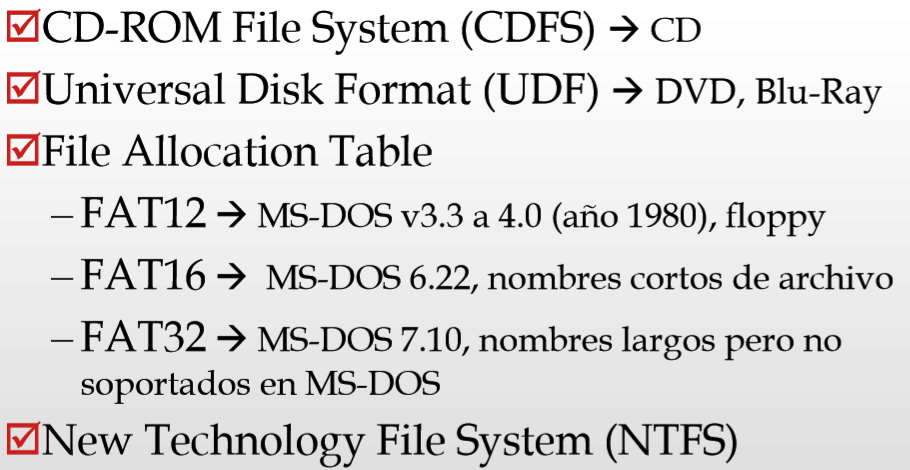 ☑CD-ROM File System (CDFS) → CD
☑Universal Disk Format (UDF) → DVD, Blu-Ray
☑File Allocation Table
– FAT12 → MS-DOS v3.3 a 4.0 (año 1980), floppy
– FAT16 → MS-DOS 6.22, nombres cortos de archivo
– FAT32 → MS-DOS 7.10, nombres largos pero no
soportados en MS-DOS
☑New Technology File System (NTFS)